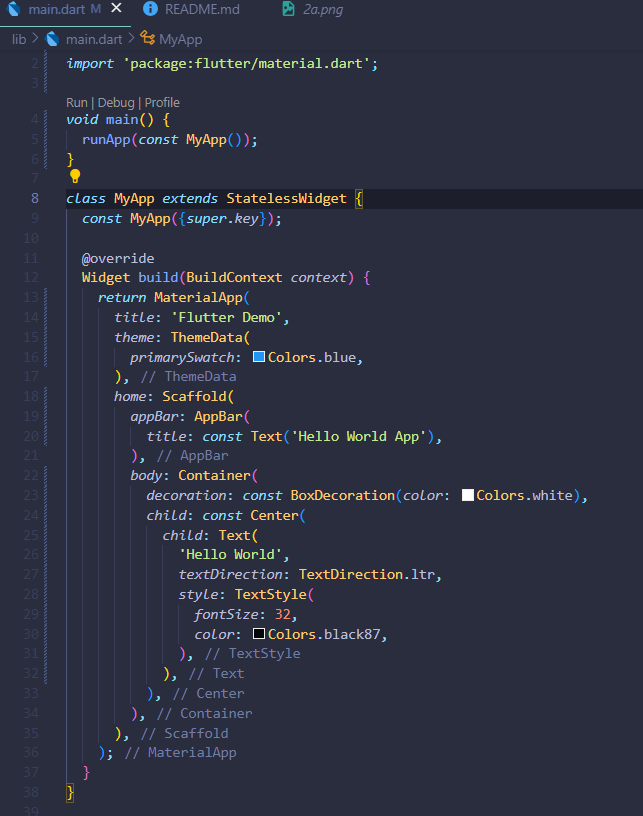 main.dart M README.md 2a.png
lib > main.dart > MyApp
2 import 'package:flutter/material.dart';
3
Run | Debug | Profile
4 void main() {
5 runApp(const MyApp());
6 }
7
8 class MyApp extends StatelessWidget {
9 const MyApp({super.key});
10
11 @override
12 Widget build(BuildContext context) {
13 return MaterialApp(
14 title: 'Flutter Demo',
15 theme: ThemeData(
16 primarySwatch: Colors.blue,
17 ), // ThemeData
18 home: Scaffold(
19 appBar: AppBar(
20 title: const Text('Hello World App'),
21 ), // AppBar
22 body: Container(
23 decoration: const BoxDecoration(color: Colors.white),
24 child: const Center(
25 child: Text(
26 'Hello World',
27 textDirection: TextDirection.ltr,
28 style: TextStyle(
29 fontSize: 32,
30 color: Colors.black87,
31 ), // TextStyle
32 ), // Text
33 ), // Center
34 ), // Container
35 ), // Scaffold
36 ); // MaterialApp
37 }
38 }
39